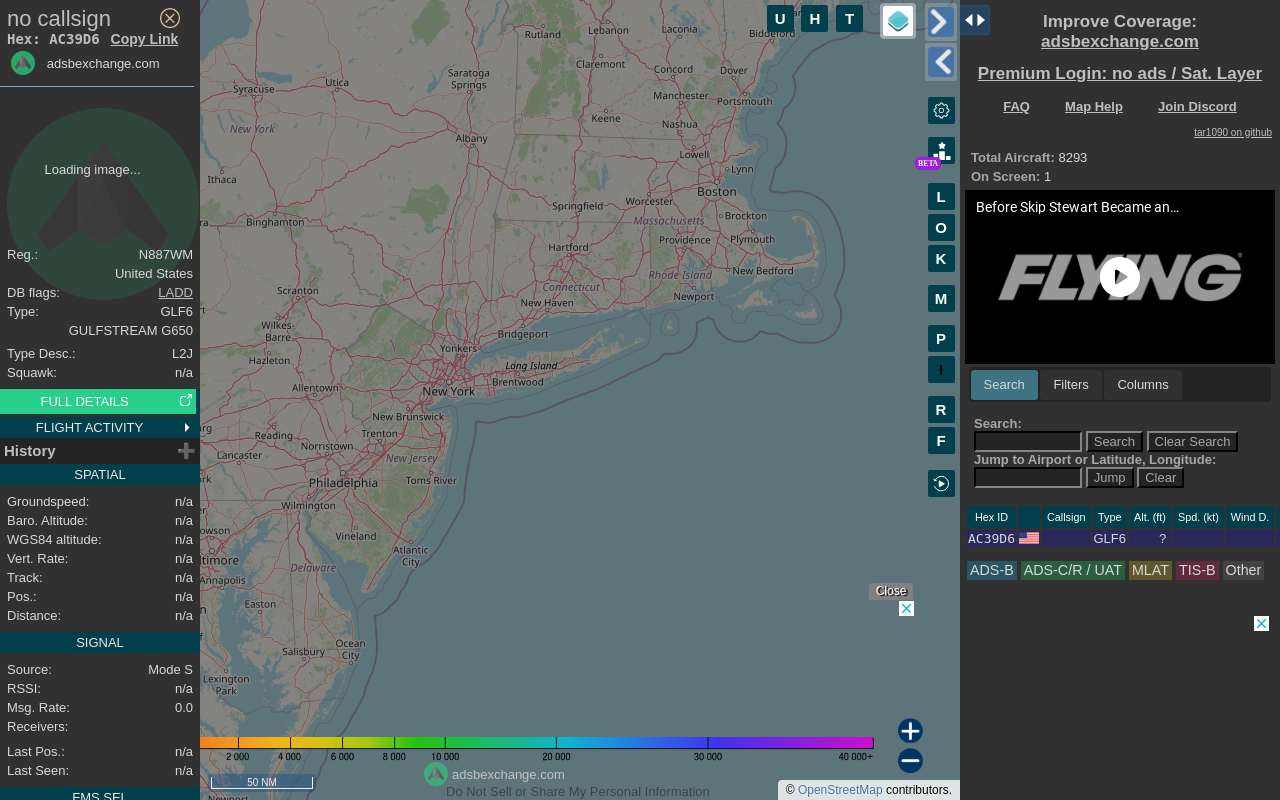 no callsign
Hex: AC39D6 Copy Link
adsbexchange.com
Loading image...
Reg.: N887WM
United States
DB flags: LADD
Type: GLF6
GULFSTREAM G650
Type Desc.: L2J
Squawk: n/a
FULL DETAILS
FLIGHT ACTIVITY
History
SPATIAL
Groundspeed: n/a
Baro. Altitude: n/a
WGS84 altitude: n/a
Vert. Rate: n/a
Track: n/a
Pos.: n/a
Distance: n/a
SIGNAL
Source: Mode S
RSSI: n/a
Msg. Rate: 0.0
Receivers:
Last Pos.: n/a
Last Seen: n/a
FMS SEL
U H T
BETA
L
O
K
M
P
I
R
F
Rutland
Lebanon
Laconia
Biddeford
Claremont
Concord
Dover
Saratoga
Springs
Utica
Syracuse
Manchester
Portsmouth
Keene
Nashua
New York
Albany
Lowell
Lynn
Ithaca
Boston
Worcester
Springfield
Massachusetts
Brockton
Binghamton
Providence
Plymouth
Hartford
Rhode Island
New Bedford
Connecticut
Newport
Scranton
New Haven
Wilkes-
Barre
Bridgeport
Yonkers
Hazleton
Long Island
Brentwood
Allentown
New York
New Brunswick
Reading
Trenton
Norristown
Lancaster
New Jersey
Philadelphia
Toms River
Wilmington
Vineland
Atlantic
City
Delaware
Annapolis
Easton
Ocean
City
Salisbury
Lexington
Park
Close
2 000 4 000 6 000 8 000 10 000 20 000 30 000 40 000+
50 NM
adsbexchange.com
Do Not Sell or Share My Personal Information
© OpenStreetMap contributors.
Improve Coverage:
adsbexchange.com
Premium Login: no ads / Sat. Layer
FAQ Map Help Join Discord
tar1090 on github
Total Aircraft: 8293
On Screen: 1
Before Skip Stewart Became an...
FLYING
Search Filters Columns
Search:
Search Clear Search
Jump to Airport or Latitude, Longitude:
Jump Clear
Hex ID Callsign Type Alt. (ft) Spd. (kt) Wind D.
AC39D6 GLF6 ?
ADS-B ADS-C/R / UAT MLAT TIS-B Other